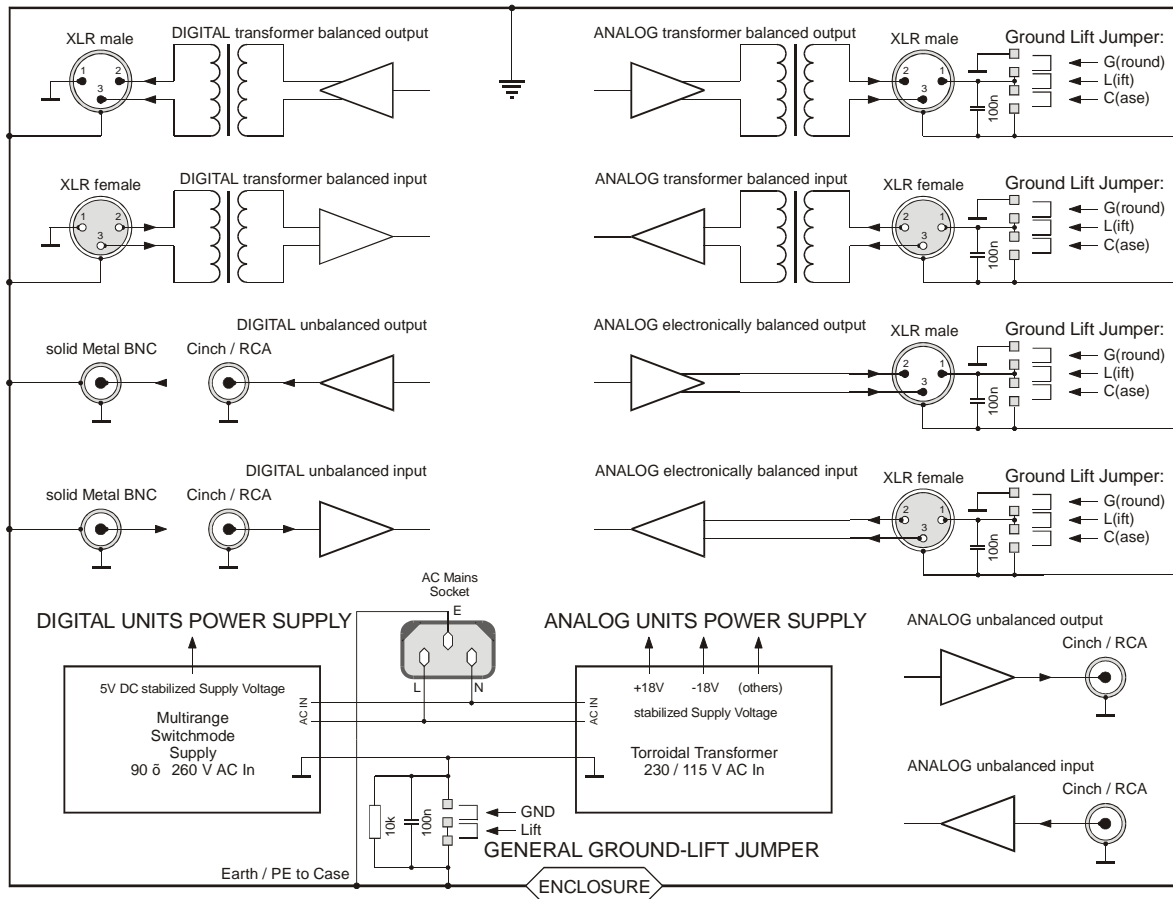 DIGITAL transformer balanced output
XLR male
1
2
3
ANALOG transformer balanced output
XLR male
2
1
3
100n
Ground Lift Jumper:
G(round)
L(ift)
C(ase)
DIGITAL transformer balanced input
XLR female
1
2
3
ANALOG transformer balanced input
XLR female
2
1
3
100n
Ground Lift Jumper:
G(round)
L(ift)
C(ase)
DIGITAL unbalanced output
solid Metal BNC
Cinch / RCA
ANALOG electronically balanced output
XLR male
2
1
3
100n
Ground Lift Jumper:
G(round)
L(ift)
C(ase)
DIGITAL unbalanced input
solid Metal BNC
Cinch / RCA
ANALOG electronically balanced input
XLR female
2
1
3
100n
Ground Lift Jumper:
G(round)
L(ift)
C(ase)
AC Mains
Socket
E
L
N
DIGITAL UNITS POWER SUPPLY
5V DC stabilized Supply Voltage
Multirange
Switchmode
Supply
90 õ 260 V AC In
AC IN
ANALOG UNITS POWER SUPPLY
+18V
-18V
(others)
stabilized Supply Voltage
AC IN
Torroidal Transformer
230 / 115 V AC In
ANALOG unbalanced output
Cinch / RCA
ANALOG unbalanced input
Cinch / RCA
10k
100n
GND
Lift
GENERAL GROUND-LIFT JUMPER
Earth / PE to Case
ENCLOSURE